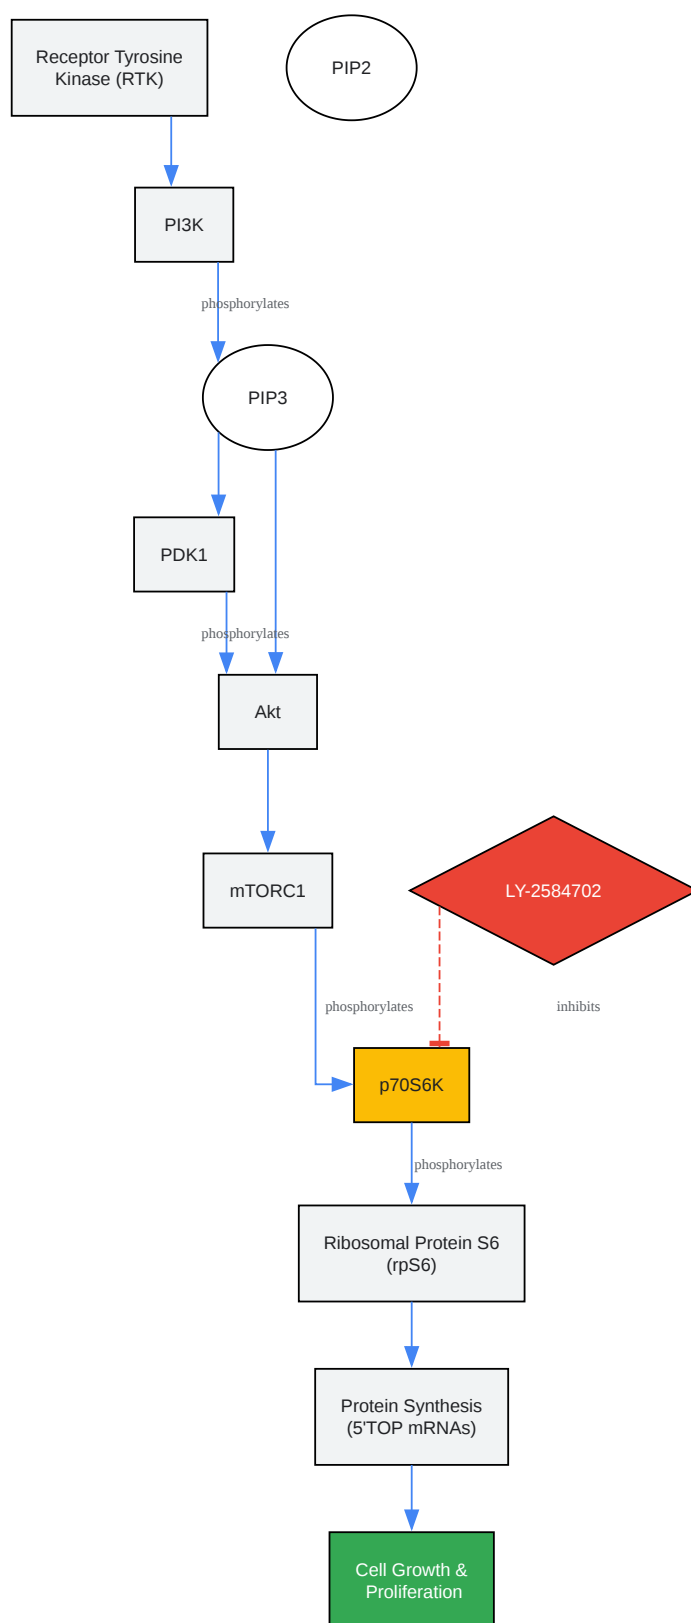 Receptor Tyrosine
Kinase (RTK)
PIP2
PI3K
phosphorylates
PIP3
PDK1
phosphorylates
Akt
mTORC1
LY-2584702
phosphorylates
inhibits
p70S6K
phosphorylates
Ribosomal Protein S6
(rpS6)
Protein Synthesis
(5'TOP mRNAs)
Cell Growth &
Proliferation